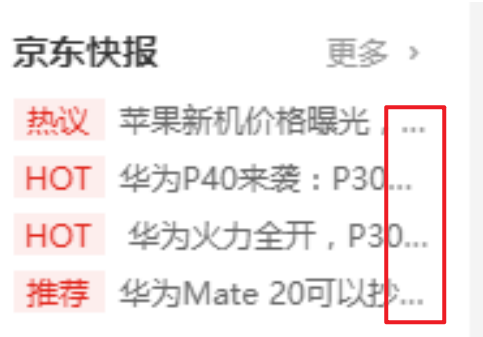 京东快报 更多 ›
热议 苹果新机价格曝光，...
HOT 华为P40来袭：P30...
HOT 华为火力全开，P30...
推荐 华为Mate 20可以抄...